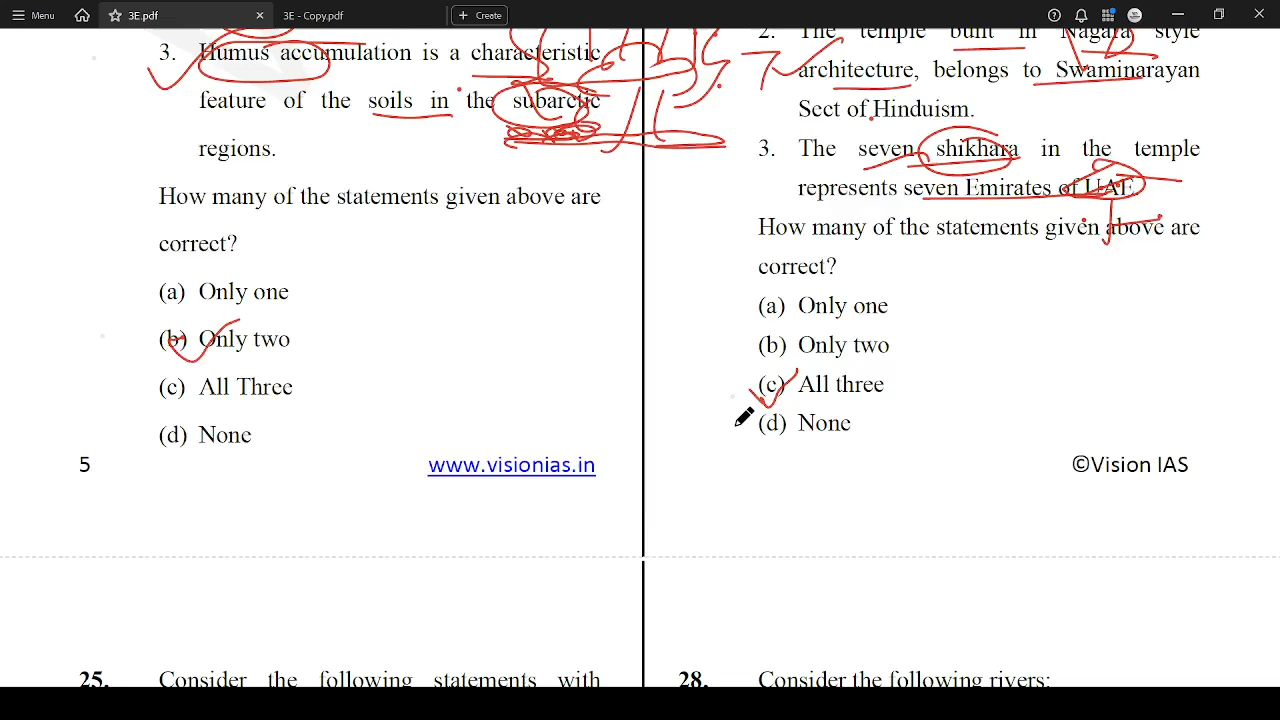 Menu
3E.pdf
3E - Copy.pdf
Create
3. Humus accumulation is a characteristic
feature of the soils in the subarctic
regions.
How many of the statements given above are
correct?
(a) Only one
(b) Only two
(c) All Three
(d) None
5
www.visionias.in
2. The temple built in Nagara style
architecture, belongs to Swaminarayan
Sect of Hinduism.
3. The seven shikhara in the temple
represents seven Emirates of UAE.
How many of the statements given above are
correct?
(a) Only one
(b) Only two
(c) All three
(d) None
©Vision IAS
25. Consider the following statements with
28. Consider the following rivers: